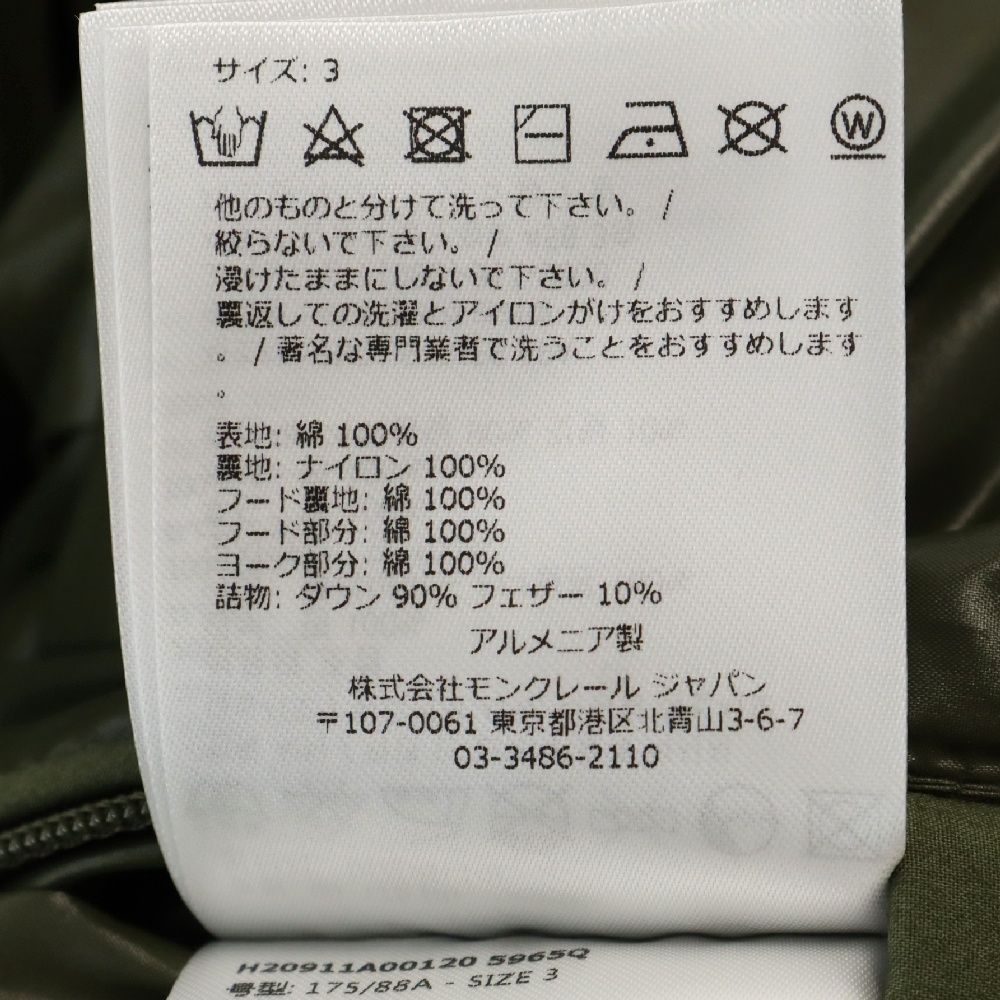 サイズ: 3
W
他のものと分けて洗って下さい。 /
絞らないで下さい。 /
浸けたままにしないで下さい。 /
裏返しての洗濯とアイロンがけをおすすめします
。 / 著名な専門業者で洗うことをおすすめします
。
表地: 綿 100%
裏地: ナイロン 100%
フード裏地: 綿 100%
フード部分: 綿 100%
ヨーク部分: 綿 100%
詰物: ダウン 90% フェザー 10%
アルメニア製
株式会社モンクレール ジャパン
〒107-0061 東京都港区北青山3-6-7
03-3486-2110
H20911A00120 5965Q
号型: 175/88A - SIZE 3